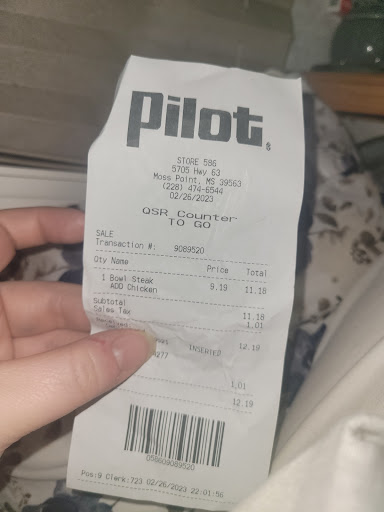 Pilot
STORE 586
5705 Hwy 63
Moss Point, MS 39563
(228) 474-6544
02/26/2023
QSR Counter
TO GO
SALE
Transaction #: 9089520
Qty Name Price Total
1 Bowl Steak 9.19 11.18
ADD Chicken
Subtotal 11.18
Sales Tax 1.01
12.19
INSERTED
1.01
12.19
059609089520
Pos:9 Clerk:723 02/26/2023 22:01:56